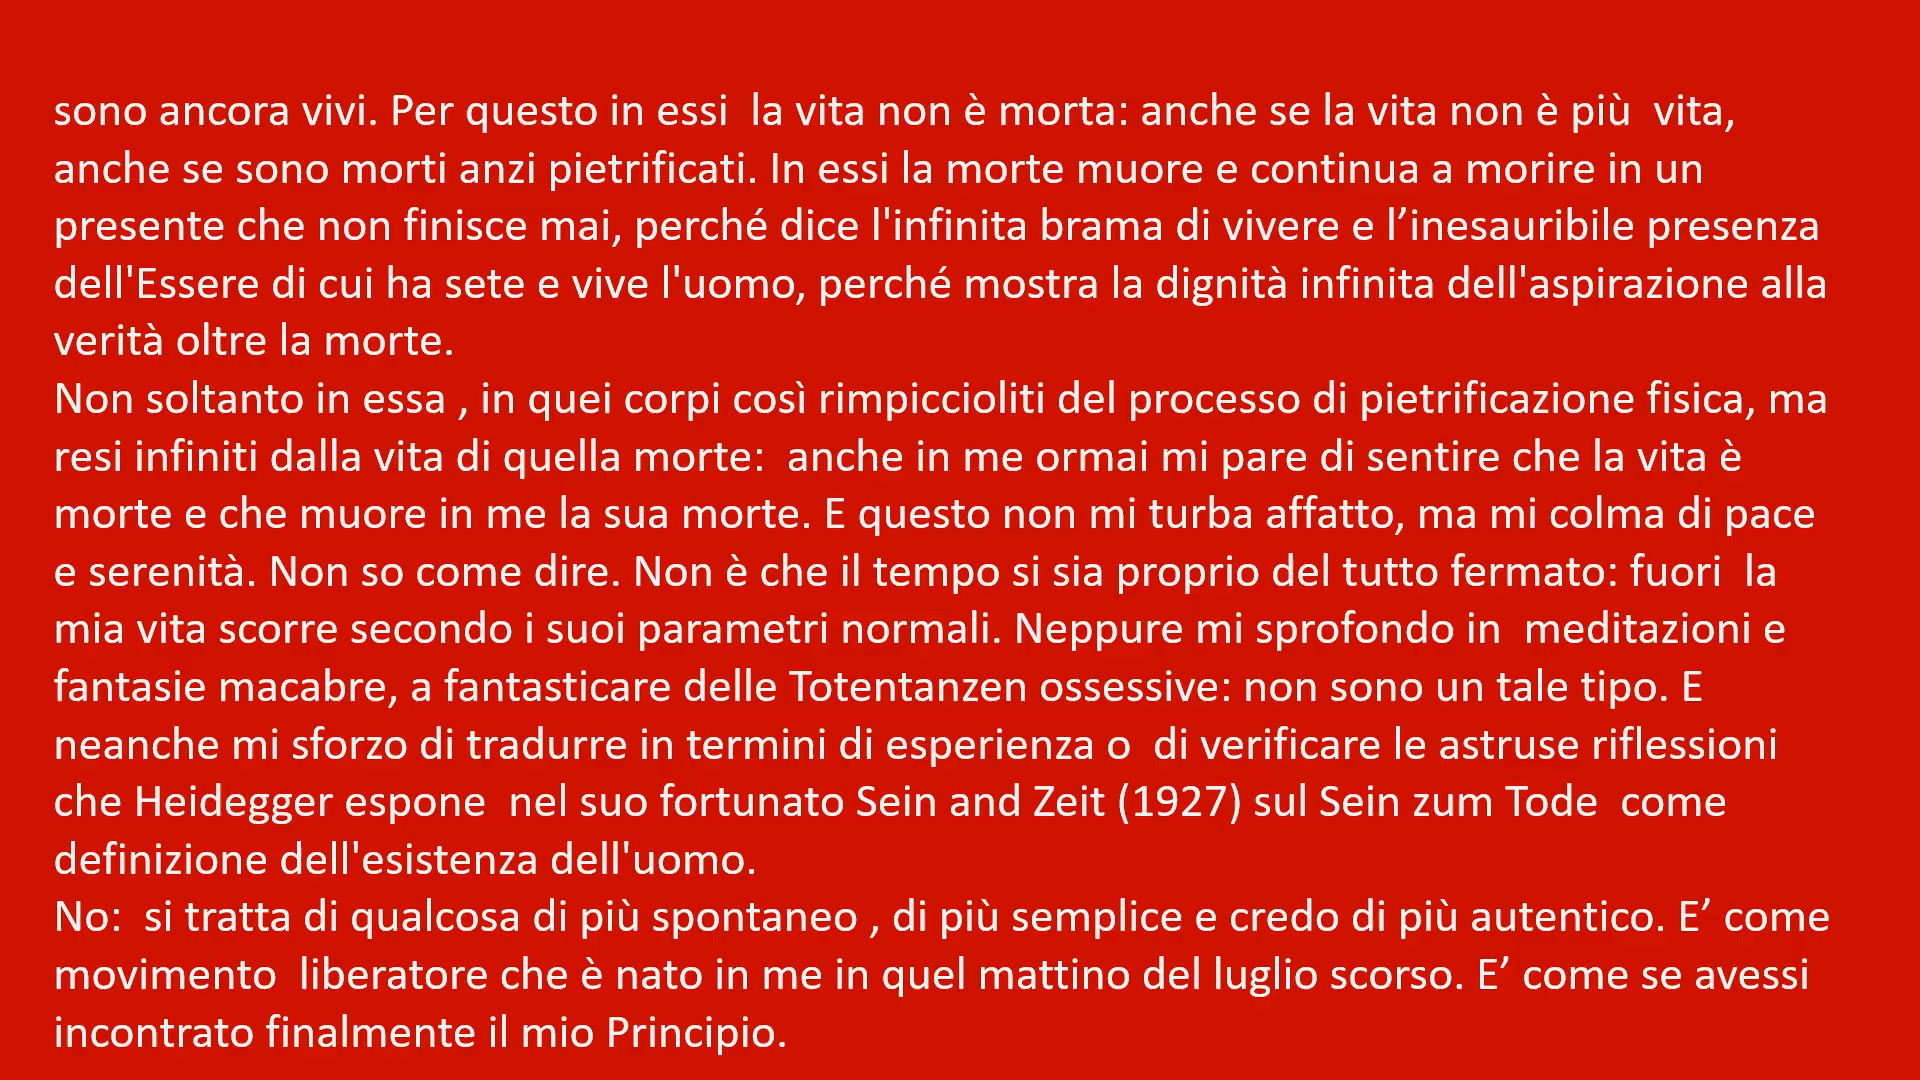 sono ancora vivi. Per questo in essi  la vita non è morta: anche se la vita non è più  vita,
anche se sono morti anzi pietrificati. In essi la morte muore e continua a morire in un
presente che non finisce mai, perché dice l'infinita brama di vivere e l’inesauribile presenza
dell'Essere di cui ha sete e vive l'uomo, perché mostra la dignità infinita dell'aspirazione alla
verità oltre la morte.
Non soltanto in essa , in quei corpi così rimpiccioliti del processo di pietrificazione fisica, ma
resi infiniti dalla vita di quella morte:  anche in me ormai mi pare di sentire che la vita è
morte e che muore in me la sua morte. E questo non mi turba affatto, ma mi colma di pace
e serenità. Non so come dire. Non è che il tempo si sia proprio del tutto fermato: fuori  la
mia vita scorre secondo i suoi parametri normali. Neppure mi sprofondo in  meditazioni e
fantasie macabre, a fantasticare delle Totentanzen ossessive: non sono un tale tipo. E
neanche mi sforzo di tradurre in termini di esperienza o  di verificare le astruse riflessioni
che Heidegger espone  nel suo fortunato Sein and Zeit (1927) sul Sein zum Tode  come
definizione dell'esistenza dell'uomo.
No:  si tratta di qualcosa di più spontaneo , di più semplice e credo di più autentico. E’ come
movimento  liberatore che è nato in me in quel mattino del luglio scorso. E’ come se avessi
incontrato finalmente il mio Principio.